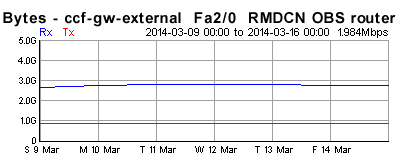 Bytes - ccf-gw-external Fa2/0 RMDCN OBS router
Rx Tx 2014-03-09 00:00 to 2014-03-16 00:00 1.984Mbps
5.0G
4.0G
3.0G
2.0G
1.0G
0.0
S 9 Mar M 10 Mar T 11 Mar W 12 Mar T 13 Mar F 14 Mar